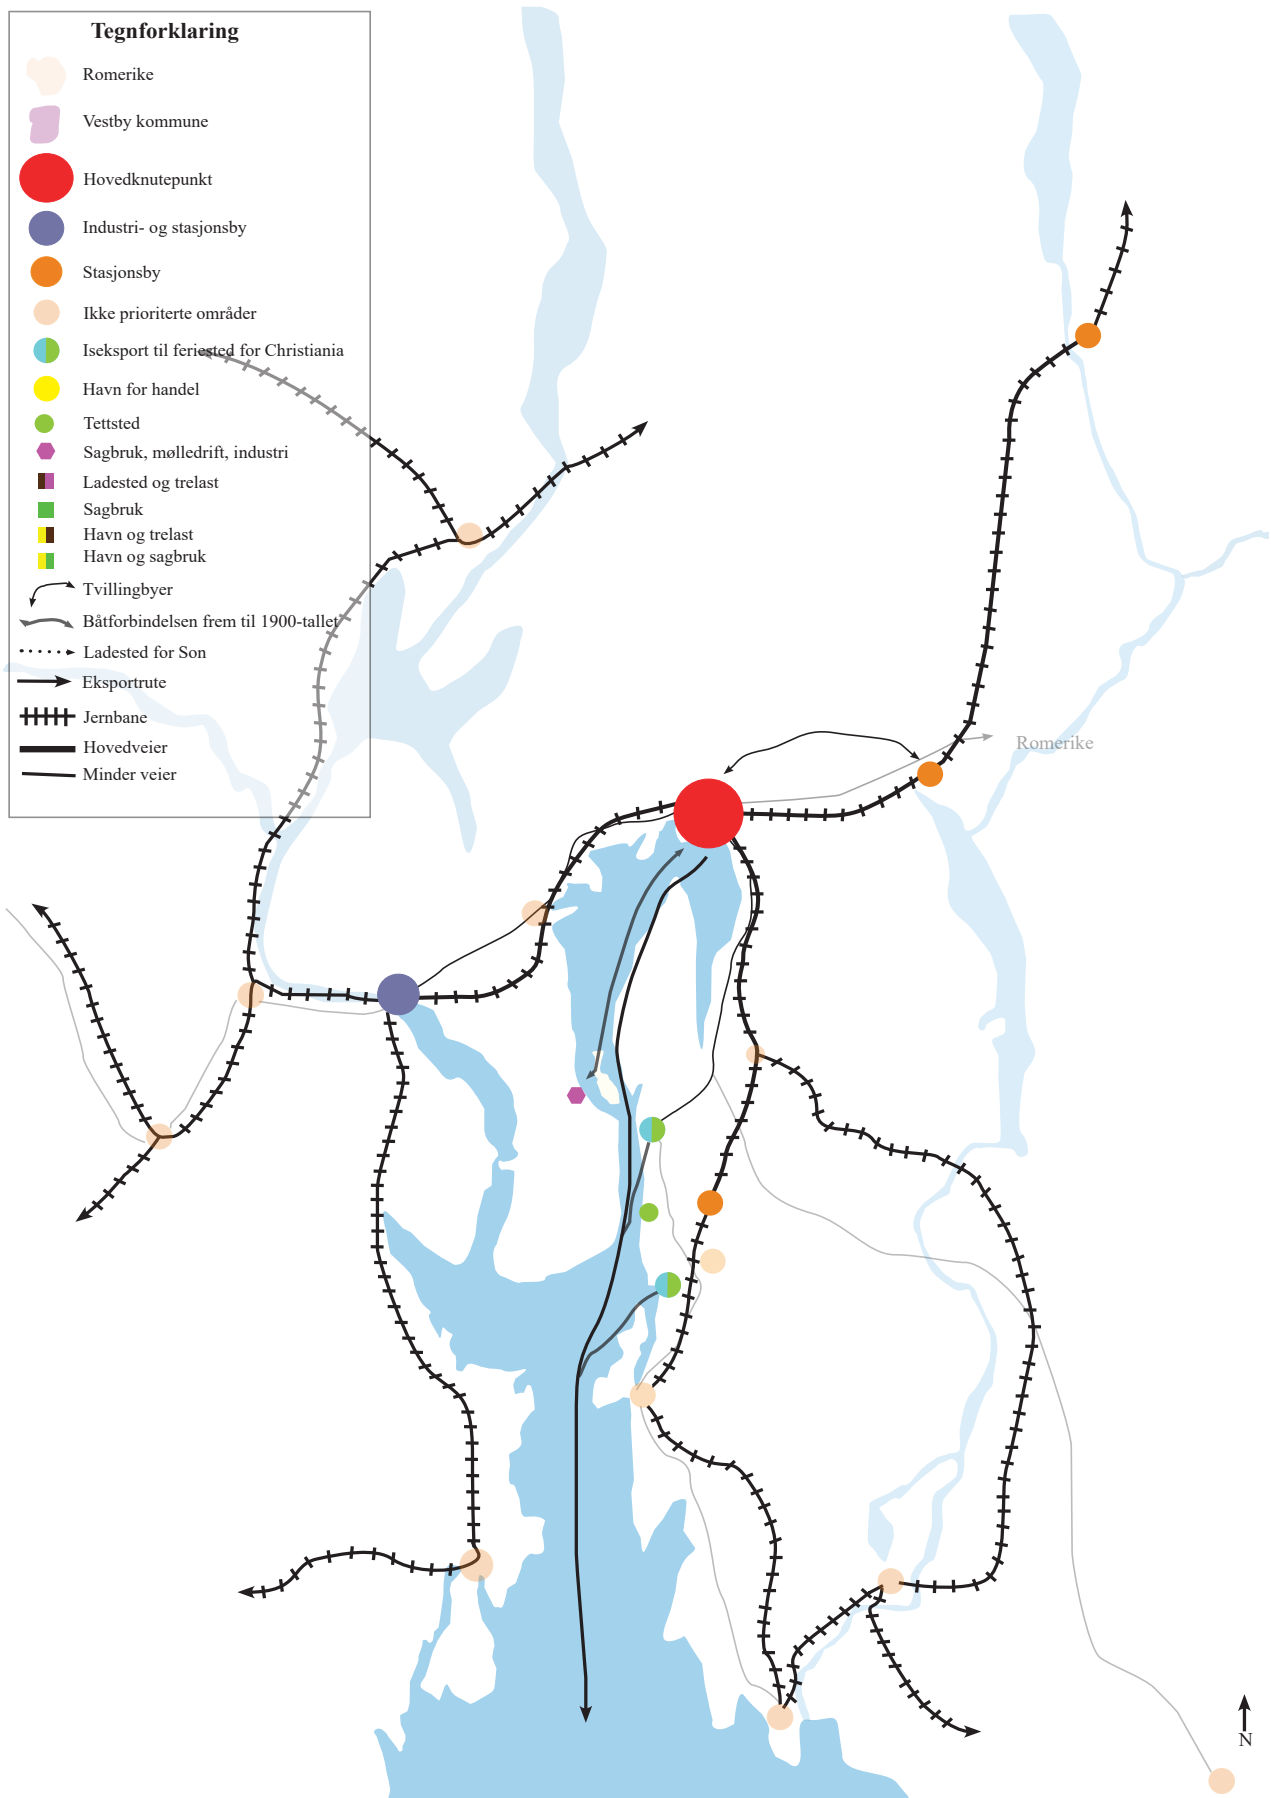 Tegnforklaring
Romerike
Vestby kommune
Hovedknutepunkt
Industri- og stasjonsby
Stasjonsby
Ikke prioriterte områder
Iseksport til feriested for Christiania
Havn for handel
Tettsted
Sagbruk, mølledrift, industri
Ladested og trelast
Sagbruk
Havn og trelast
Havn og sagbruk
Tvillingbyer
Båtforbindelsen frem til 1900-tallet
Ladested for Son
Eksportrute
Jernbane
Hovedveier
Minder veier
Romerike
N